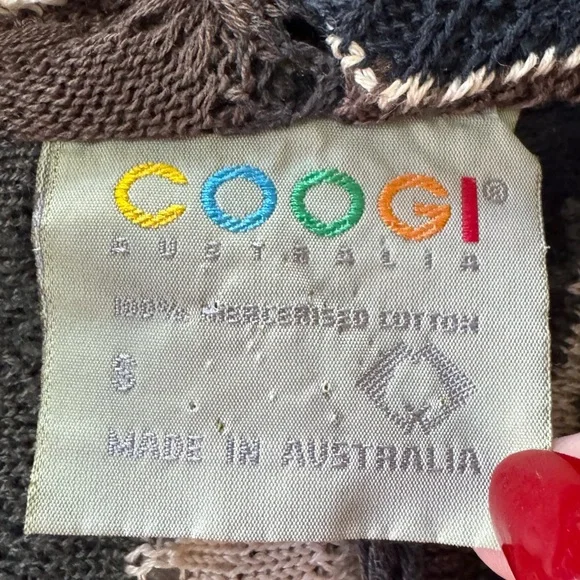 COOGI®
AUSTRALIA
100% MERCERISED COTTON
S
MADE IN AUSTRALIA